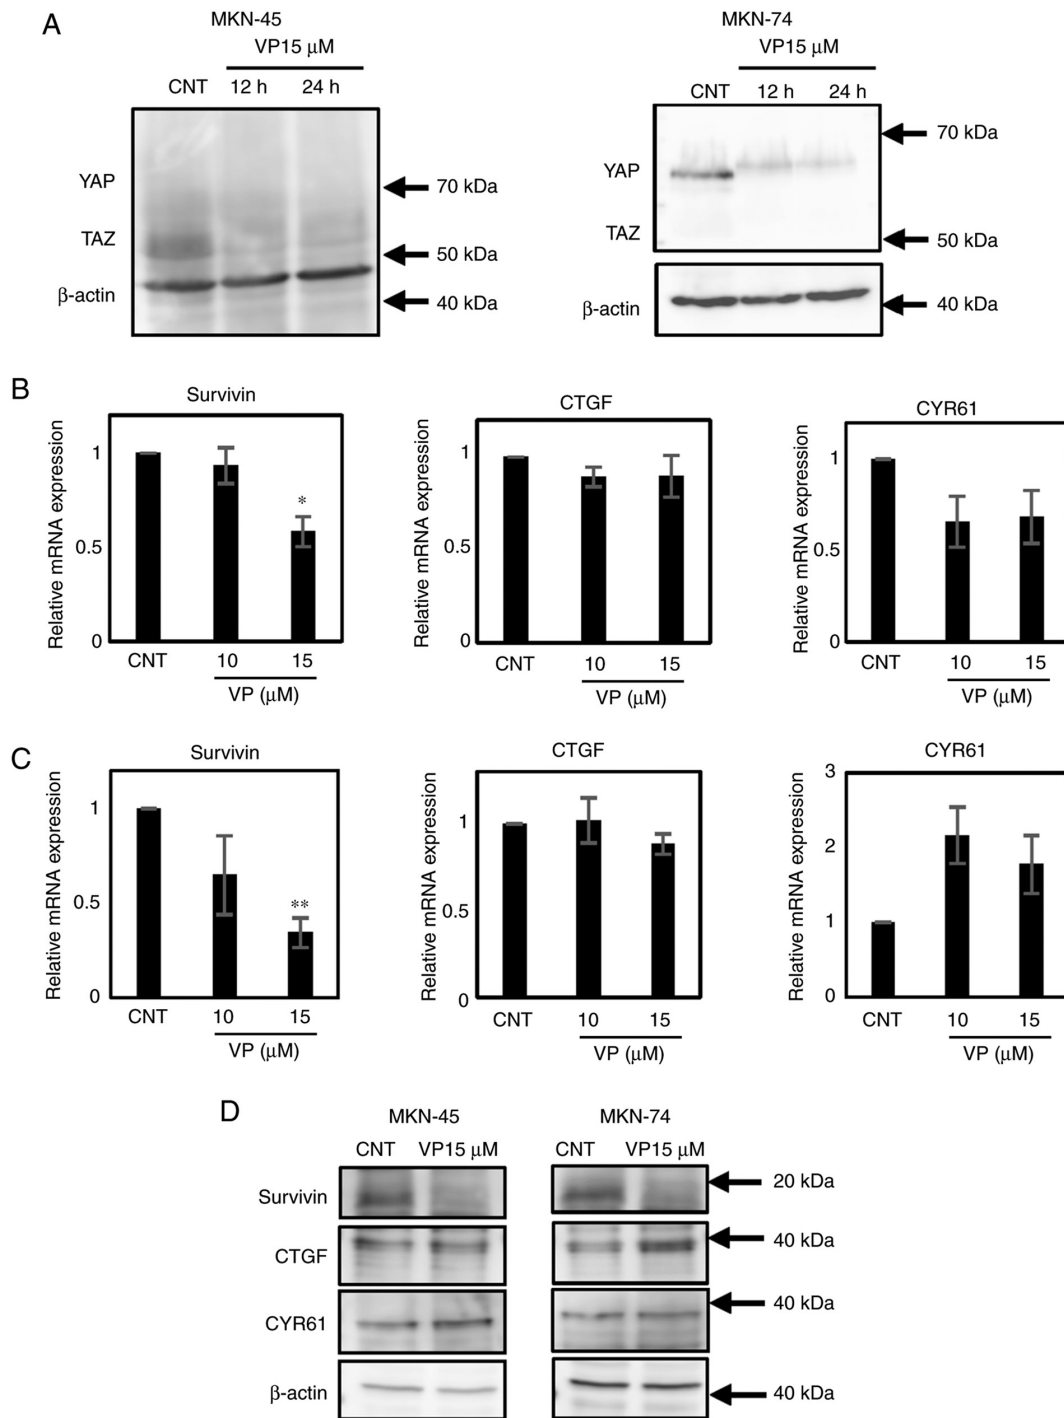 A
MKN-45
VP15 μM
CNT 12 h 24 h
YAP
TAZ
β-actin
70 kDa
50 kDa
40 kDa
MKN-74
VP15 μM
CNT 12 h 24 h
YAP
TAZ
β-actin
70 kDa
50 kDa
40 kDa
B
Survivin
Relative mRNA expression
1
0.5
0
*
CNT 10 15
VP (μM)
CTGF
Relative mRNA expression
1
0.5
0
CNT 10 15
VP (μM)
CYR61
Relative mRNA expression
1
0.5
0
CNT 10 15
VP (μM)
C
Survivin
Relative mRNA expression
1
0.5
0
**
CNT 10 15
VP (μM)
CTGF
Relative mRNA expression
1
0.5
0
CNT 10 15
VP (μM)
CYR61
Relative mRNA expression
3
2
1
0
CNT 10 15
VP (μM)
D
MKN-45 MKN-74
CNT VP15 μM CNT VP15 μM
Survivin 20 kDa
CTGF 40 kDa
CYR61 40 kDa
β-actin 40 kDa